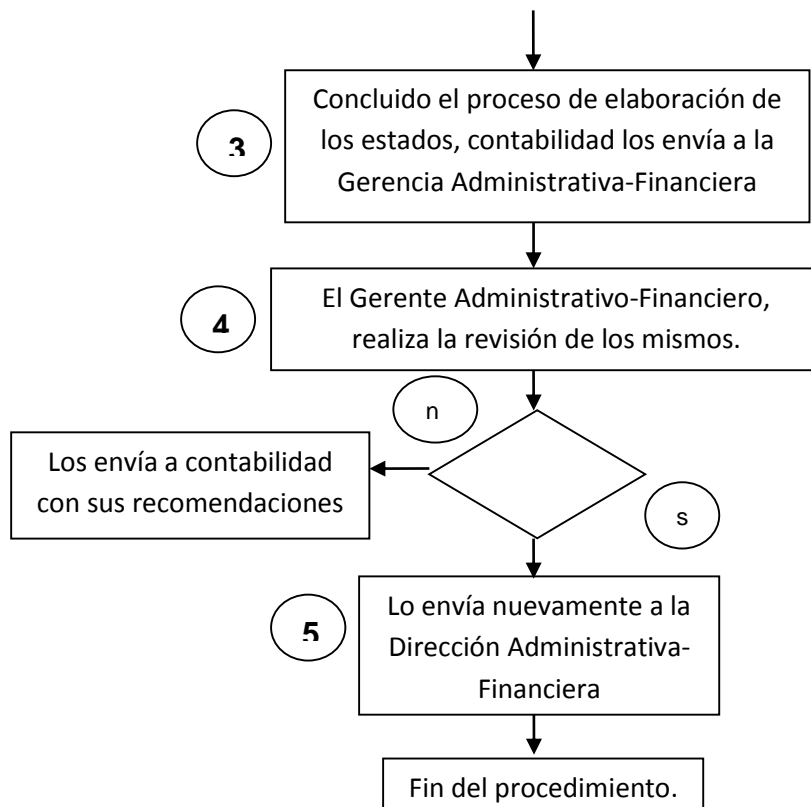 3
Concluido el proceso de elaboración de
los estados, contabilidad los envía a la
Gerencia Administrativa-Financiera
4
El Gerente Administrativo-Financiero,
realiza la revisión de los mismos.
n
Los envía a contabilidad
con sus recomendaciones
s
5
Lo envía nuevamente a la
Dirección Administrativa-
Financiera
Fin del procedimiento.